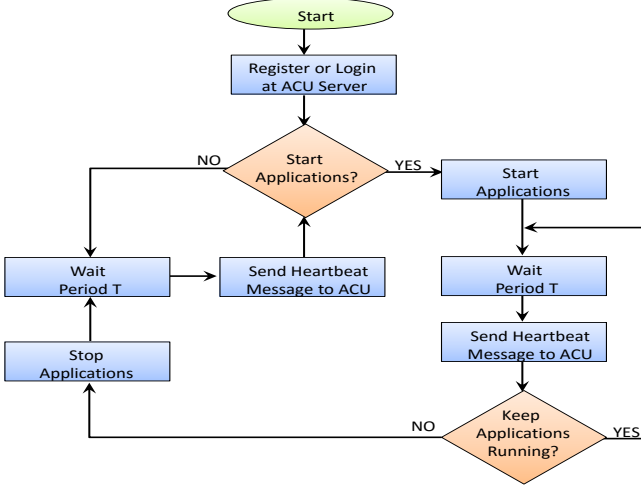 Start
Register or Login
at ACU Server
Start
Applications?
NO
YES
Start
Applications
Wait
Period T
Send Heartbeat
Message to ACU
Wait
Period T
Stop
Applications
Send Heartbeat
Message to ACU
Keep
Applications
Running?
NO
YES